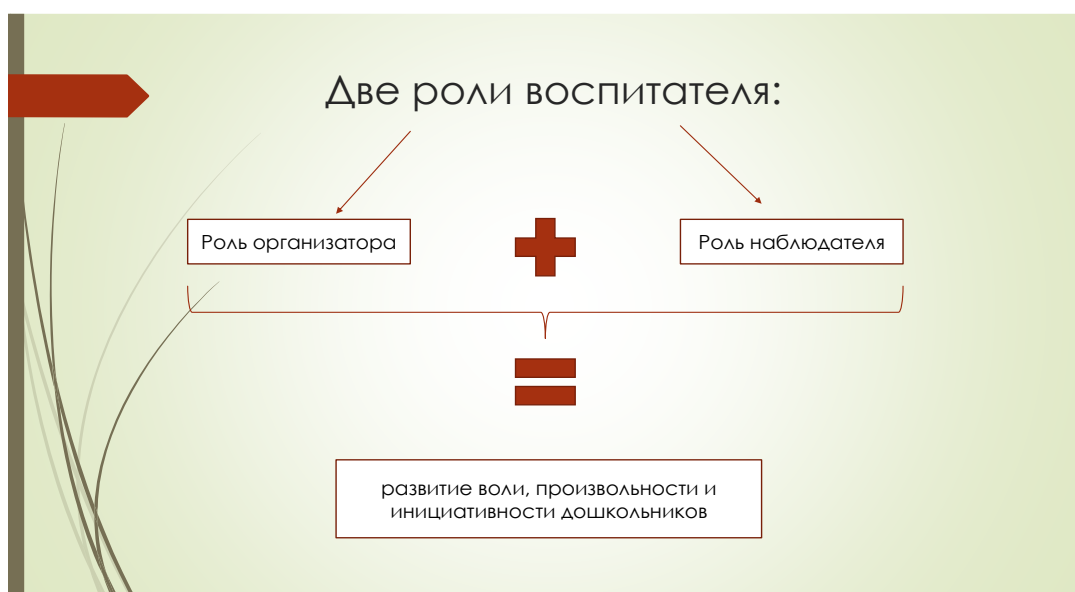 Две роли воспитателя:
Роль организатора
Роль наблюдателя
развитие воли, произвольности и
инициативности дошкольников